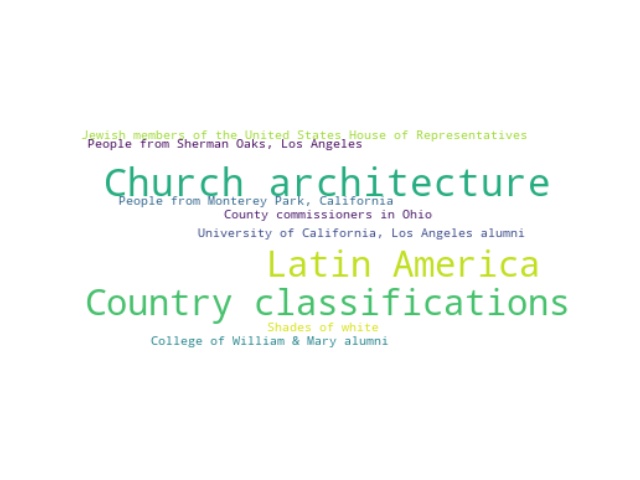 Jewish members of the United States House of Representatives
People from Sherman Oaks, Los Angeles
Church architecture
People from Monterey Park, California
County commissioners in Ohio
University of California, Los Angeles alumni
Latin America
Country classifications
Shades of white
College of William & Mary alumni